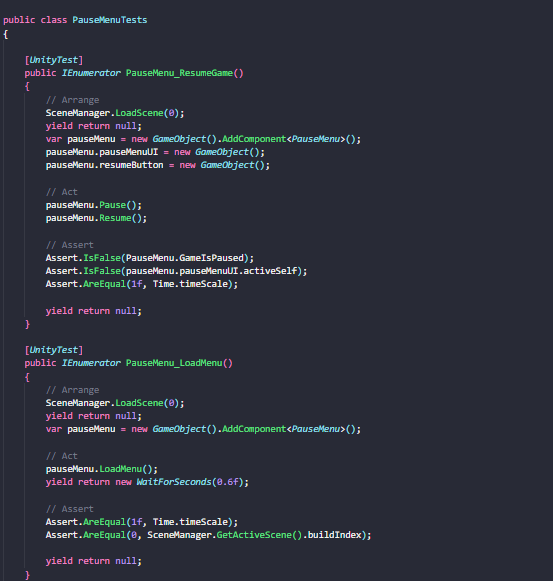 public class PauseMenuTests
{
[UnityTest]
public IEnumerator PauseMenu_ResumeGame()
{
// Arrange
SceneManager.LoadScene(0);
yield return null;
var pauseMenu = new GameObject().AddComponent<PauseMenu>();
pauseMenu.pauseMenuUI = new GameObject();
pauseMenu.resumeButton = new GameObject();
// Act
pauseMenu.Pause();
pauseMenu.Resume();
// Assert
Assert.IsFalse(PauseMenu.GameIsPaused);
Assert.IsFalse(pauseMenu.pauseMenuUI.activeSelf);
Assert.AreEqual(1f, Time.timeScale);
yield return null;
}
[UnityTest]
public IEnumerator PauseMenu_LoadMenu()
{
// Arrange
SceneManager.LoadScene(0);
yield return null;
var pauseMenu = new GameObject().AddComponent<PauseMenu>();
// Act
pauseMenu.LoadMenu();
yield return new WaitForSeconds(0.6f);
// Assert
Assert.AreEqual(1f, Time.timeScale);
Assert.AreEqual(0, SceneManager.GetActiveScene().buildIndex);
yield return null;
}